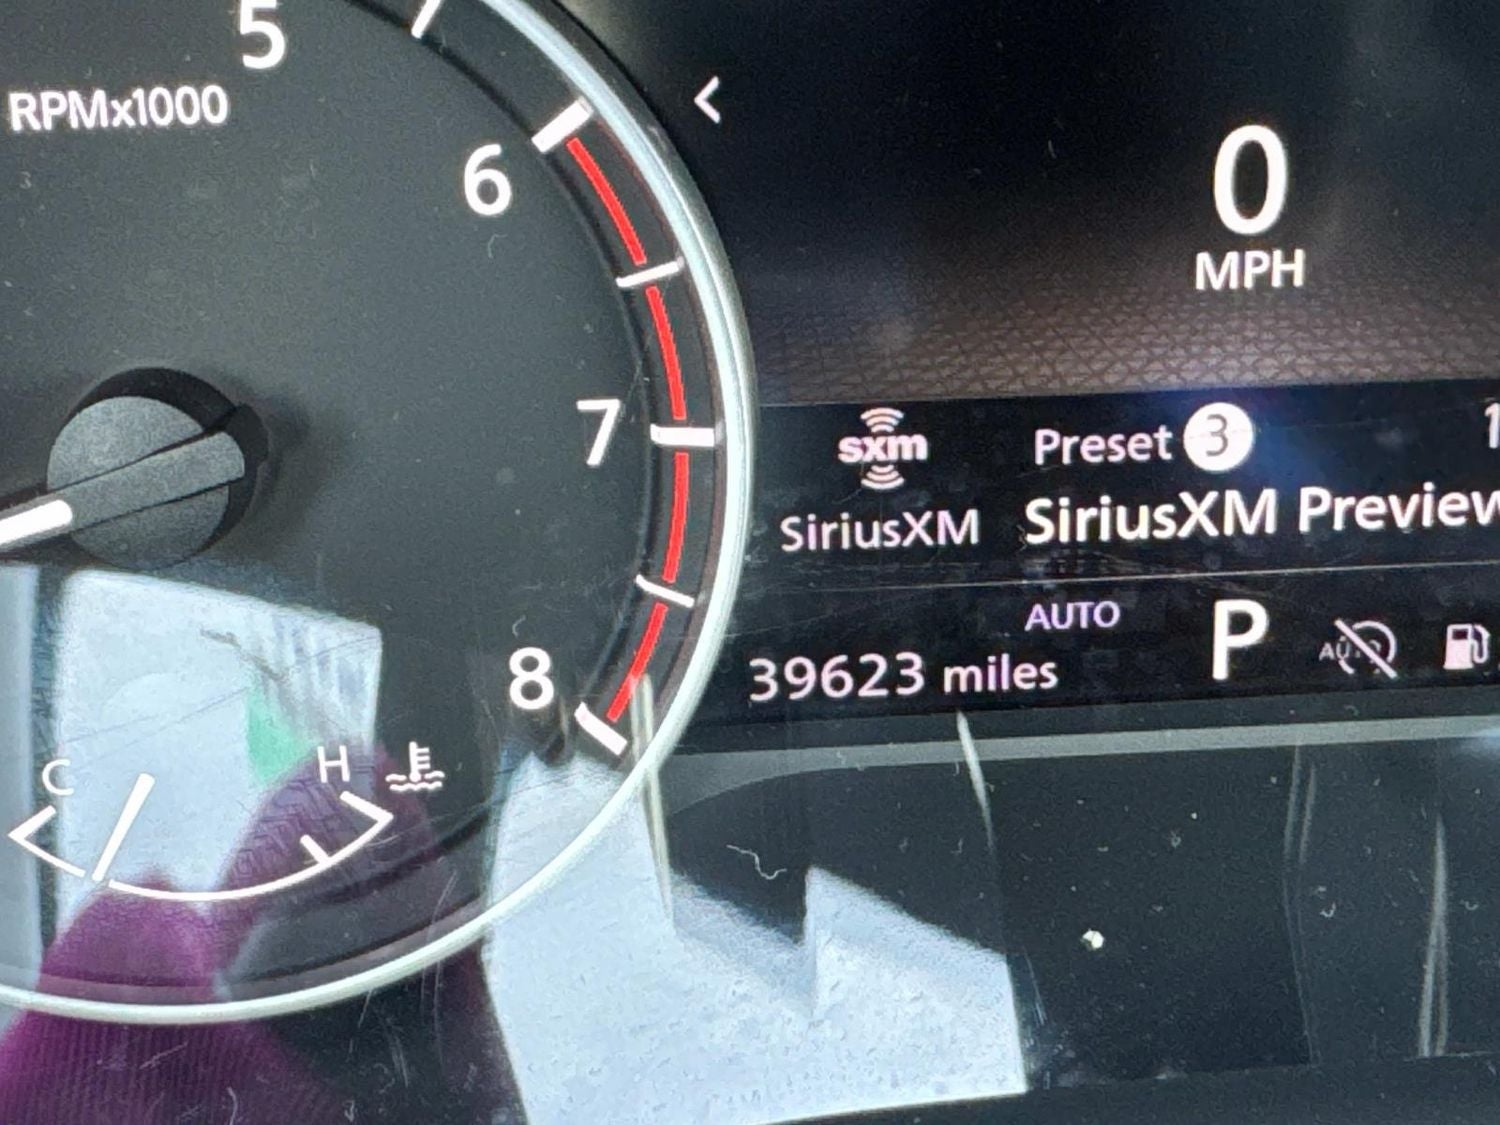 5
RPMx1000
6
7
8
C
H
<
0
MPH
sxm
SiriusXM
Preset 3
SiriusXM Preview
AUTO
39623 miles
P